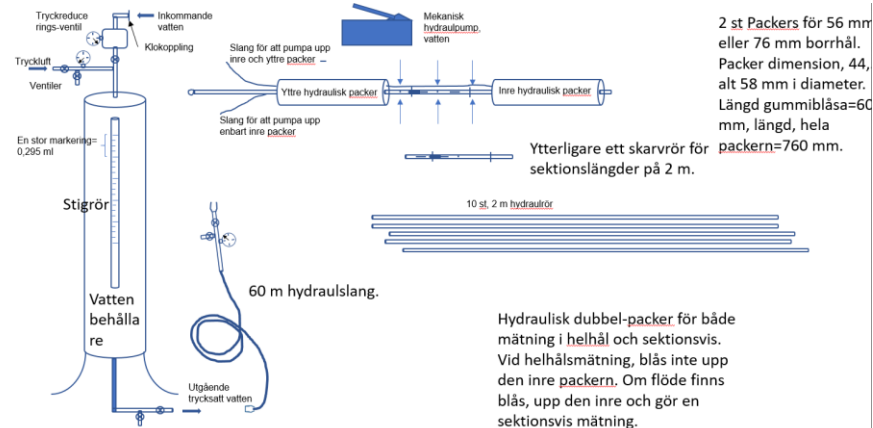 Tryckreduce
rings-ventil
Inkommande
vatten
Klokoppling
Tryckluft
Ventiler
En stor markering=
0,295 ml
Stigrör
Vatten
behålla
re
Utgående
trycksatt vatten
60 m hydraulslang.
Slang för att pumpa upp
inre och yttre packer
Yttre hydraulisk packer
Slang för att pumpa upp
enbart inre packer
Mekanisk
hydraulpump,
vatten
Inre hydraulisk packer
Ytterligare ett skarvrör för
sektionslängder på 2 m.
10 st, 2 m hydraulrör
2 st Packers för 56 mm
eller 76 mm borrhål.
Packer dimension, 44,
alt 58 mm i diameter.
Längd gummiblåsa=60
mm, längd, hela
packern=760 mm.
Hydraulisk dubbel-packer för både
mätning i helhål och sektionsvis.
Vid helhålsmätning, blås inte upp
den inre packern. Om flöde finns
blås, upp den inre och gör en
sektionsvis mätning.